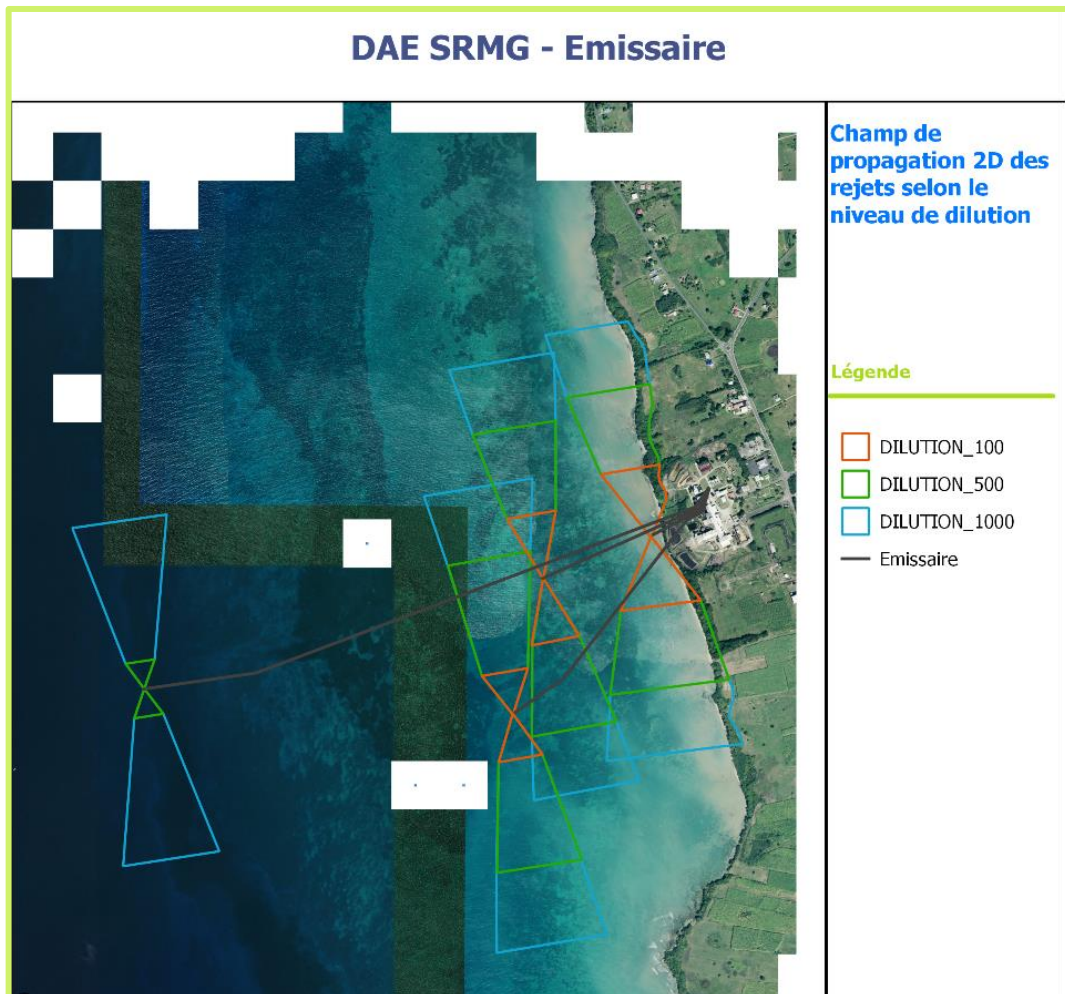 DAE SRMG - Emissaire
Champ de
propagation 2D des
rejets selon le
niveau de dilution
Légende
DILUTION_100
DILUTION_500
DILUTION_1000
Emissaire